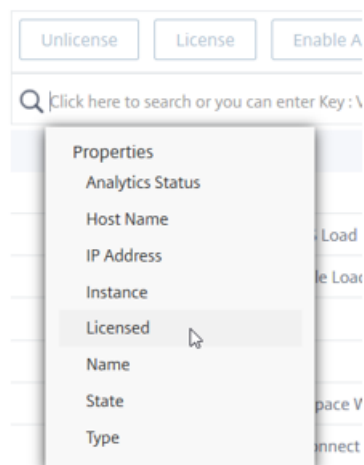 Unlicense License Enable A
Click here to search or you can enter Key : V
Properties
Analytics Status
Host Name
IP Address
Load
Instance
le Load
Licensed
Name
State
pace W
Type
nnect